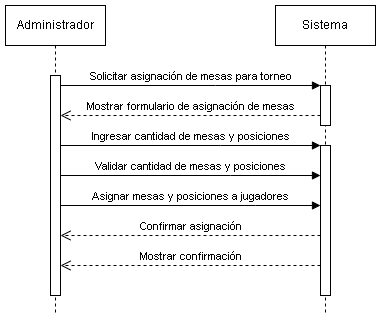 Administrador
Sistema
Solicitar asignación de mesas para torneo
Mostrar formulario de asignación de mesas
Ingresar cantidad de mesas y posiciones
Validar cantidad de mesas y posiciones
Asignar mesas y posiciones a jugadores
Confirmar asignación
Mostrar confirmación